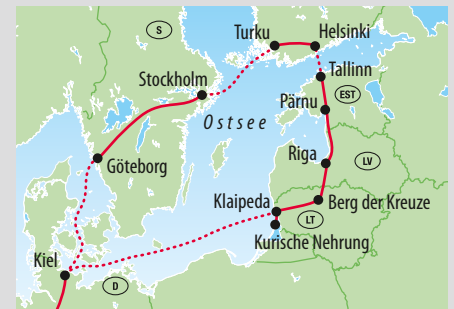 S
Turku
Helsinki
Tallinn
Stockholm
EST
Pärnu
Ostsee
Göteborg
Riga
LV
Klaipeda
Berg der Kreuze
LT
Kurische Nehrung
Kiel
D